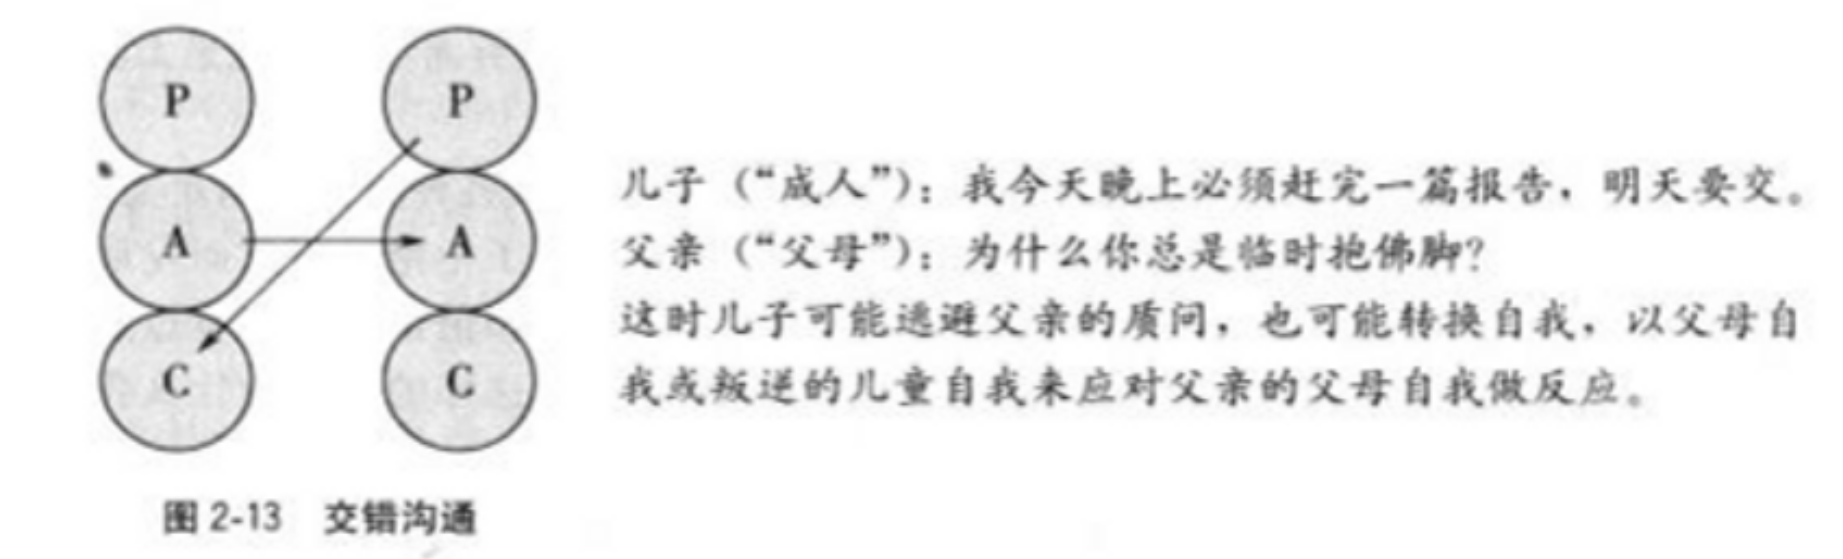 P P
A A
C C
图 2-13 交错沟通
儿子（“成人”）：我今天晚上必须赶完一篇报告，明天要交。
父亲（“父母”）：为什么你总是临时抱佛脚？
这时儿子可能逃避父亲的质问，也可能转换自我，以父母自
我或叛逆的儿童自我来应对父亲的父母自我做反应。